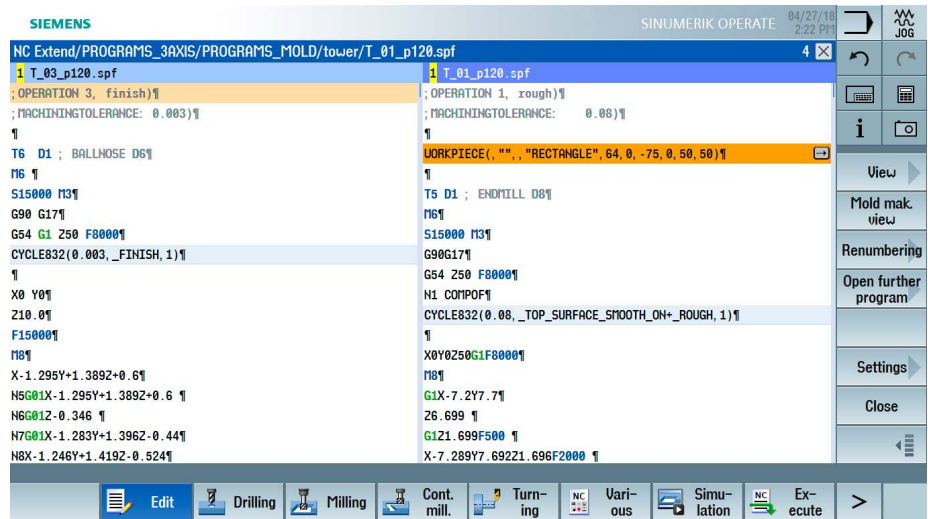 SIEMENS
SINUMERIK OPERATE
04/27/18
2:22 PM
JOG
NC Extend/PROGRAMS_3AXIS/PROGRAMS_MOLD/tower/T_01_p120.spf
4
1 T_03_p120.spf
;OPERATION 3, finish)¶
;MACHININGTOLERANCE: 0.003)¶
¶
T6 D1 ; BALLNOSE D6¶
M6 ¶
S15000 M3¶
G90 G17¶
G54 G1 Z50 F8000¶
CYCLE832(0.003,_FINISH,1)¶
¶
X0 Y0¶
Z10.0¶
F15000¶
M8¶
X-1.295Y+1.389Z+0.6¶
N5G01X-1.295Y+1.389Z+0.6 ¶
N6G01Z-0.346 ¶
N7G01X-1.283Y+1.396Z-0.44¶
N8X-1.246Y+1.419Z-0.524¶
1 T_01_p120.spf
;OPERATION 1, rough)¶
;MACHININGTOLERANCE: 0.08)¶
¶
WORKPIECE(,"",,"RECTANGLE",64,0,-75,0,50,50)¶
¶
T5 D1 ; ENDMILL D8¶
M6¶
S15000 M3¶
G90G17¶
G54 Z50 F8000¶
N1 COMPOF¶
CYCLE832(0.08,_TOP_SURFACE_SMOOTH_ON+_ROUGH,1)¶
¶
X0Y0Z50G1F8000¶
M8¶
G1X-7.2Y7.7¶
Z6.699 ¶
G1Z1.699F500 ¶
X-7.289Y7.692Z1.696F2000 ¶
i
View
Mold mak.
view
Renumbering
Open further
program
Settings
Close
Edit
Drilling
Milling
Cont.
mill.
Turn-
ing
NC
Vari-
ous
Simu-
lation
NC
Ex-
ecute
>